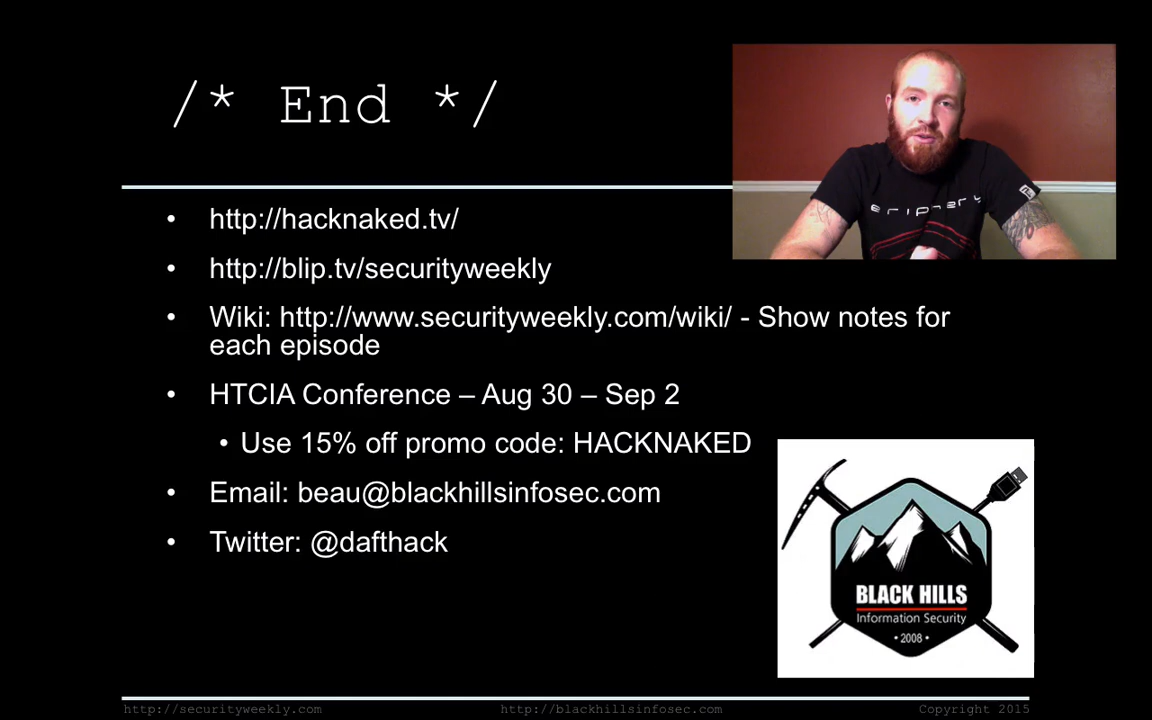 /* End */
• http://hacknaked.tv/
• http://blip.tv/securityweekly
• Wiki: http://www.securityweekly.com/wiki/ - Show notes for
each episode
• HTCIA Conference – Aug 30 – Sep 2
• Use 15% off promo code: HACKNAKED
• Email: beau@blackhillsinfosec.com
• Twitter: @dafthack
eriphery
BLACK HILLS
Information Security
• 2008 •
http://securityweekly.com http://blackhillsinfosec.com Copyright 2015